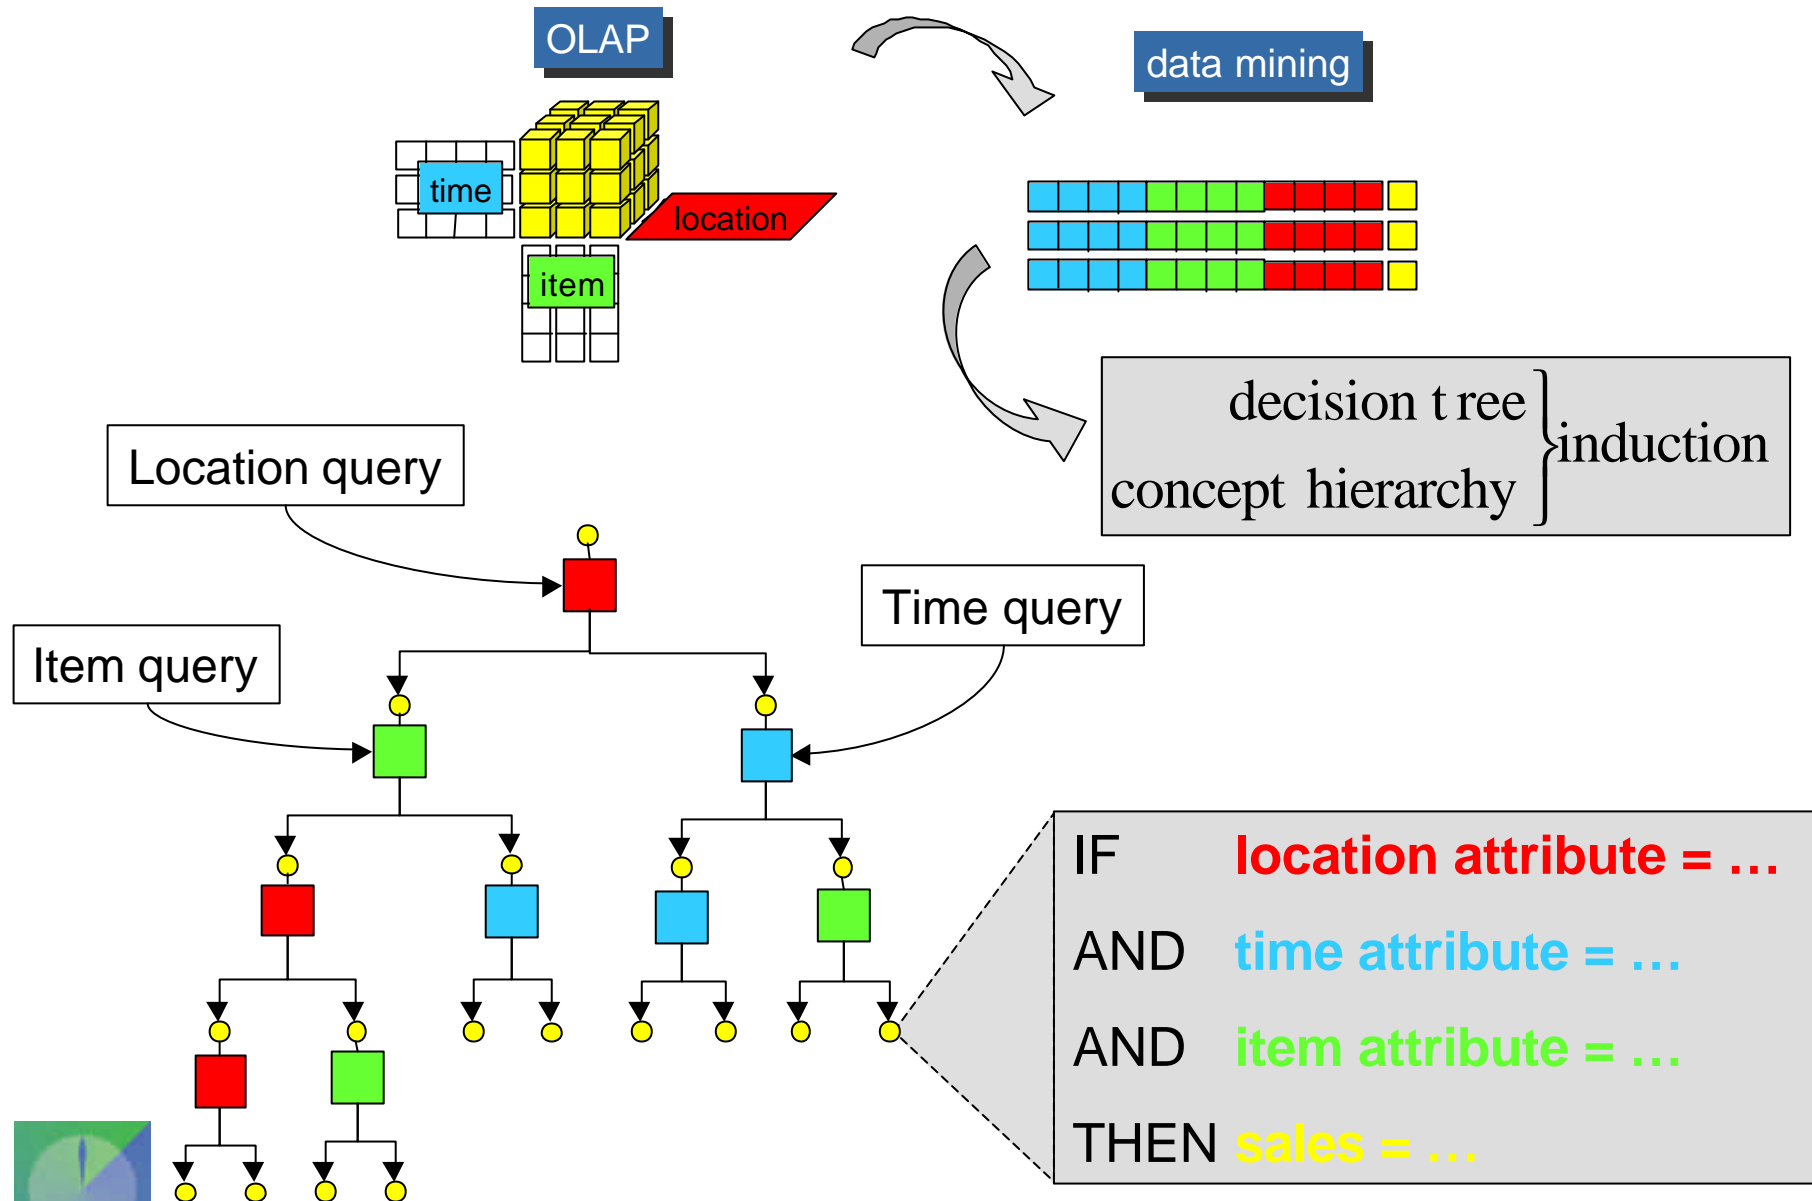 OLAP
data mining
time
location
item
decision t ree
concept hierarchy
induction
Location query
Time query
Item query
IF location attribute = …
AND time attribute = …
AND item attribute = …
THEN sales = …